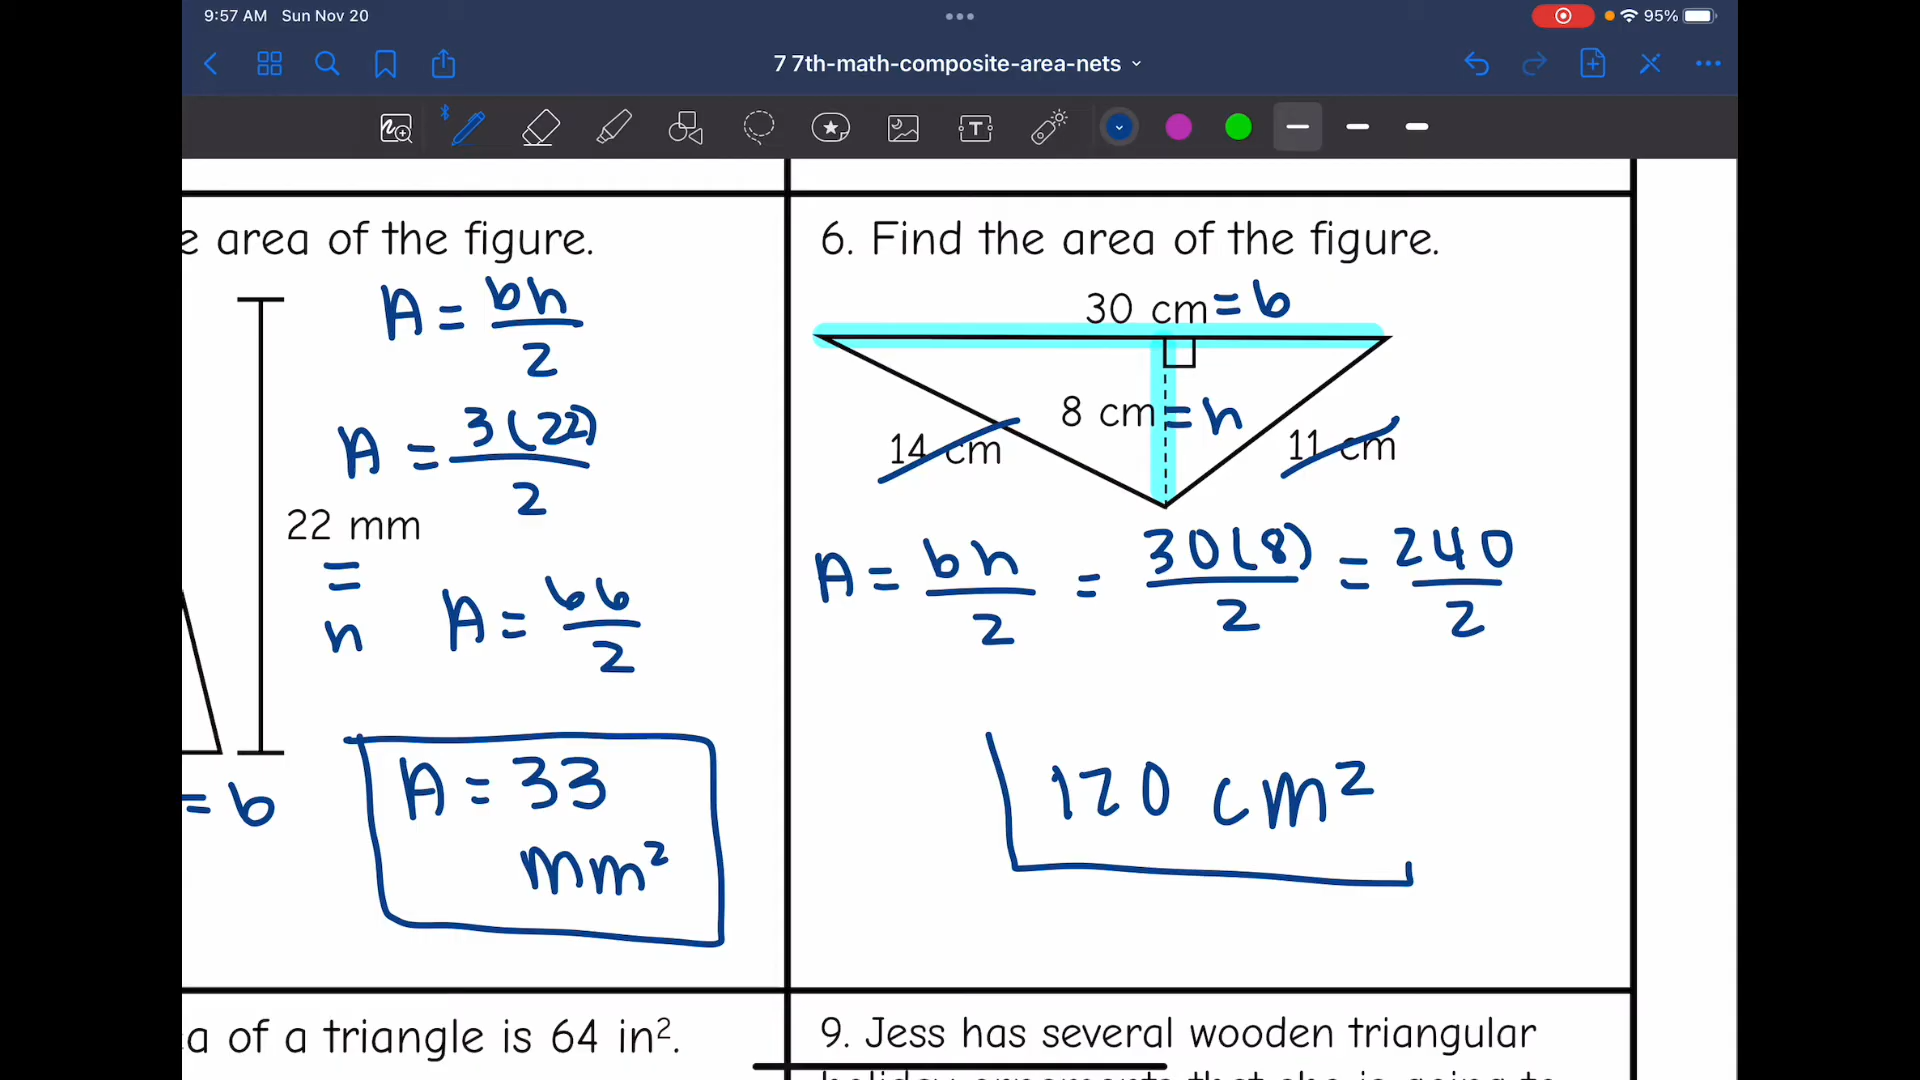 9:57 AM Sun Nov 20
95%
7 7th-math-composite-area-nets
e area of the figure.
A = bh/2
A = 3(22)/2
22 mm
=
h
A = 66/2
= b
A = 33
mm²
a of a triangle is 64 in².
6. Find the area of the figure.
30 cm = b
8 cm = h
14 cm
11 cm
A = bh/2 = 30(8)/2 = 240/2
120 cm²
9. Jess has several wooden triangular